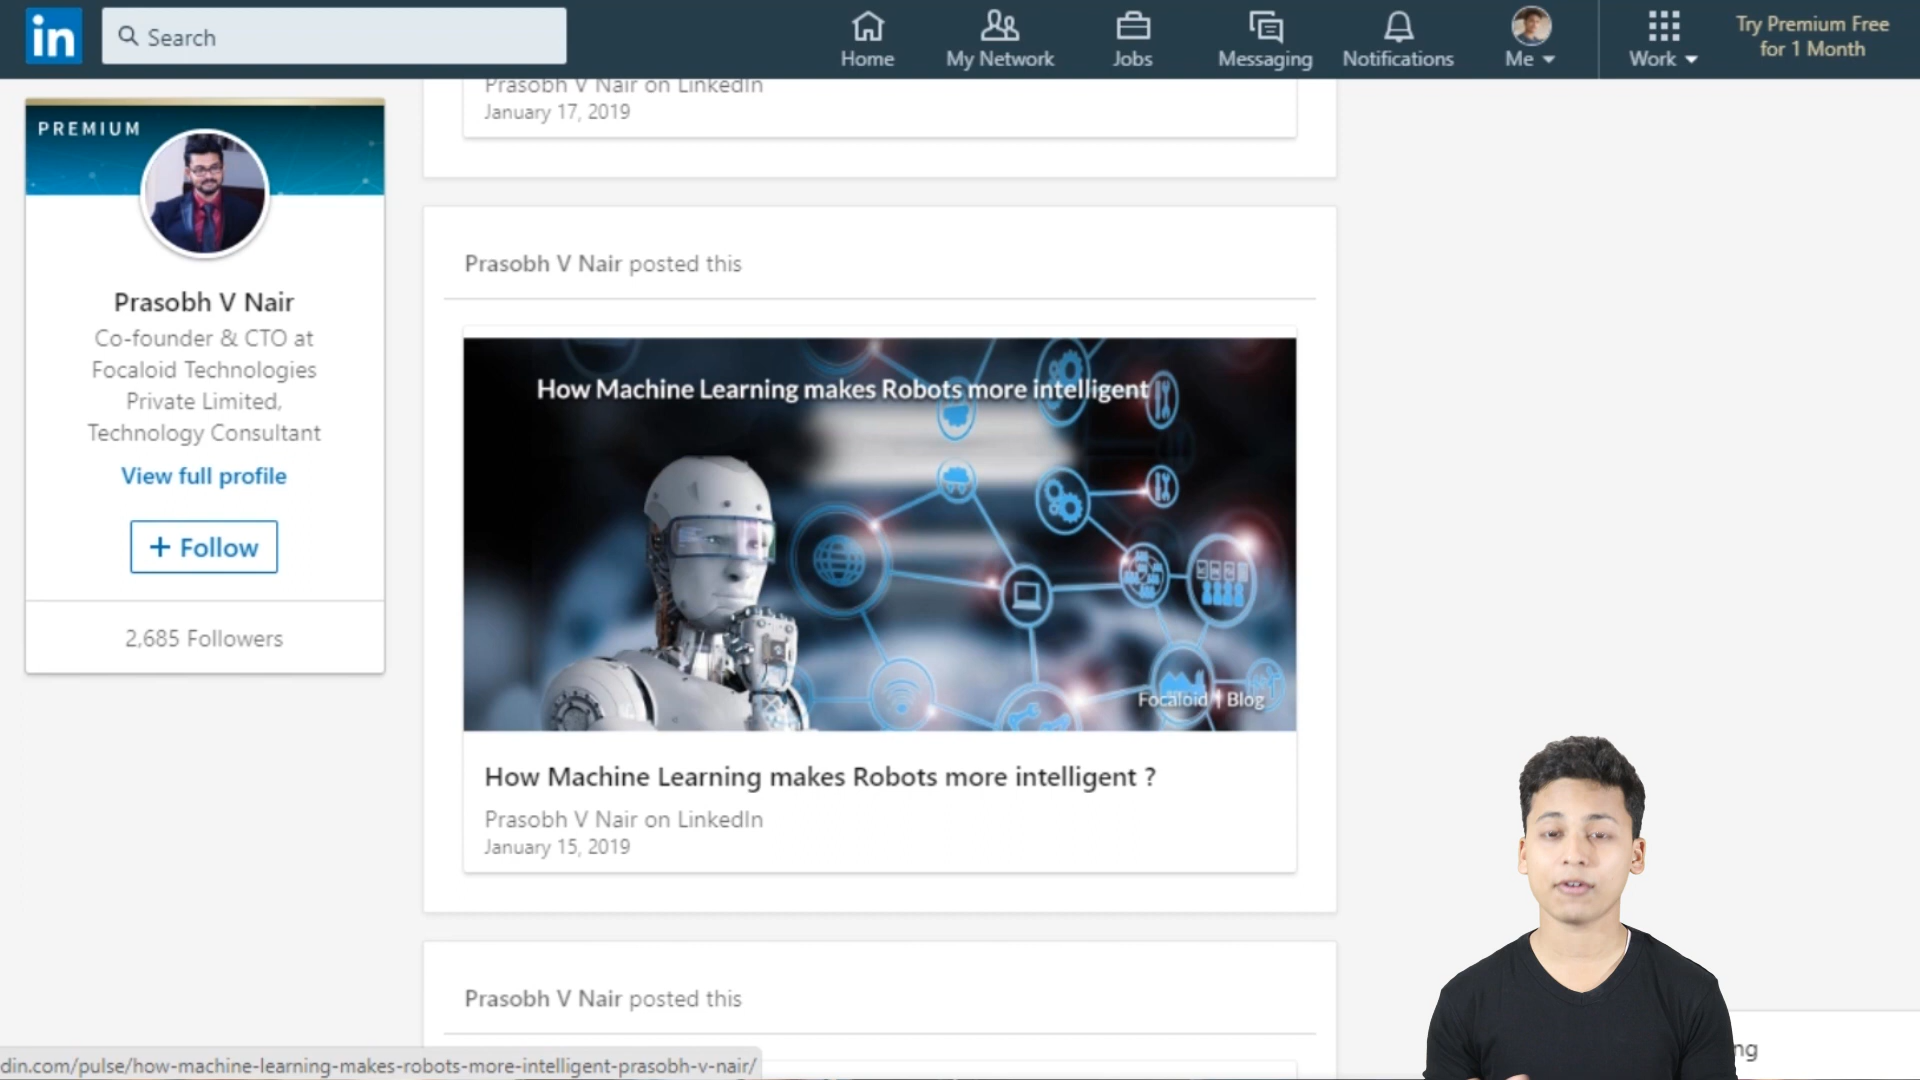 in
Search
Home
My Network
Jobs
Messaging
Notifications
Me
Work
Try Premium Free
for 1 Month
PREMIUM
Prasobh V Nair
Co-founder & CTO at
Focaloid Technologies
Private Limited,
Technology Consultant
View full profile
+ Follow
2,685 Followers
Prasobh V Nair on LinkedIn
January 17, 2019
Prasobh V Nair posted this
How Machine Learning makes Robots more intelligent
Focaloid | Blog
How Machine Learning makes Robots more intelligent ?
Prasobh V Nair on LinkedIn
January 15, 2019
Prasobh V Nair posted this
din.com/pulse/how-machine-learning-makes-robots-more-intelligent-prasobh-v-nair/
ng